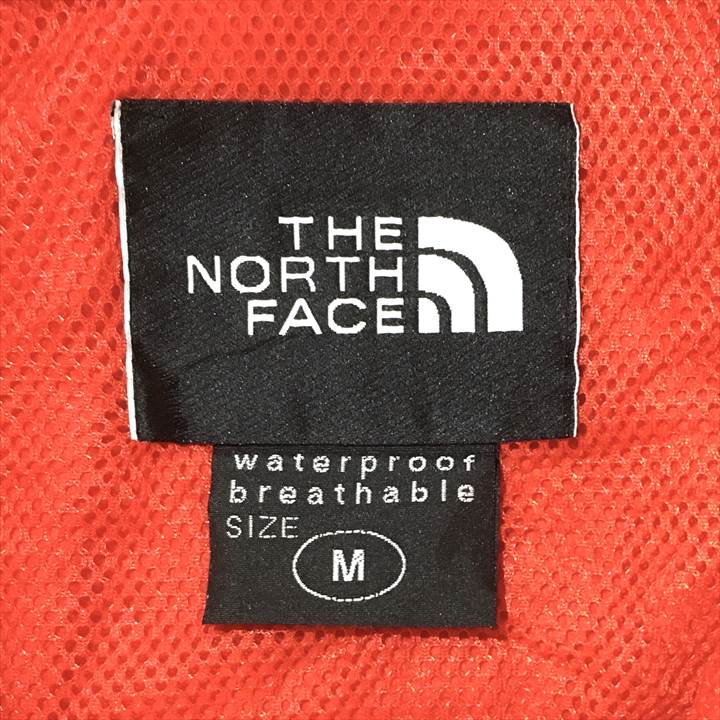 THE
NORTH
FACE
waterproof
breathable
SIZE
M